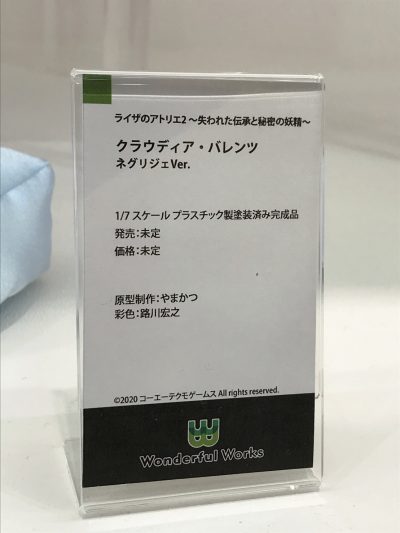 ライザのアトリエ2 ～失われた伝承と秘密の妖精～
クラウディア・バレンツ
ネグリジェVer.
1/7 スケール プラスチック製塗装済み完成品
発売：未定
価格：未定
原型制作：やまかつ
彩色：路川宏之
©2020 コーエーテクモゲームス All rights reserved.
Wonderful Works